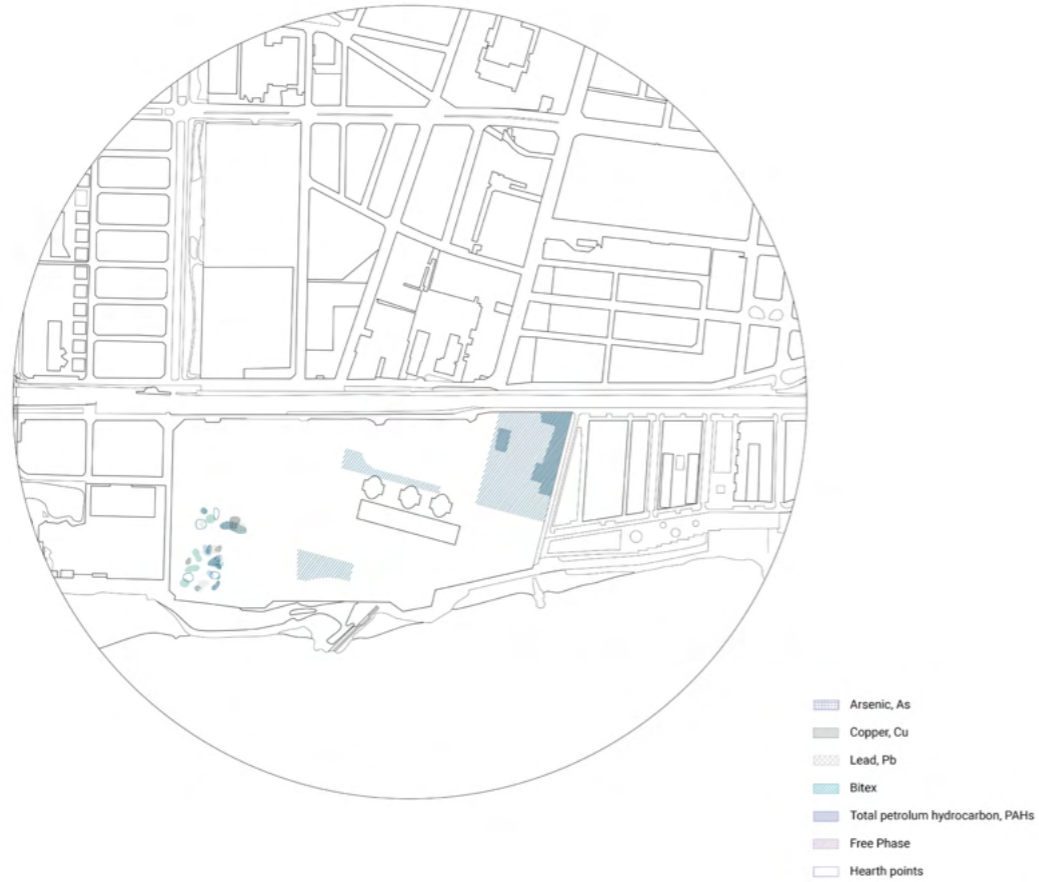 Arsenic, As
Copper, Cu
Lead, Pb
Bitex
Total petrolum hydrocarbon, PAHs
Free Phase
Hearth points